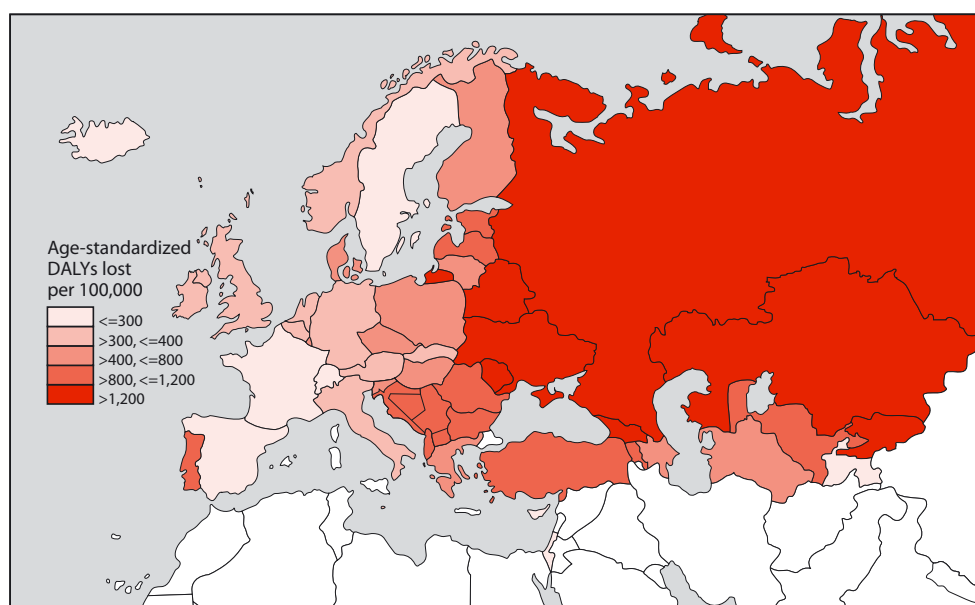 Age-standardized
DALYs lost
per 100,000
<=300
>300, <=400
>400, <=800
>800, <=1,200
>1,200